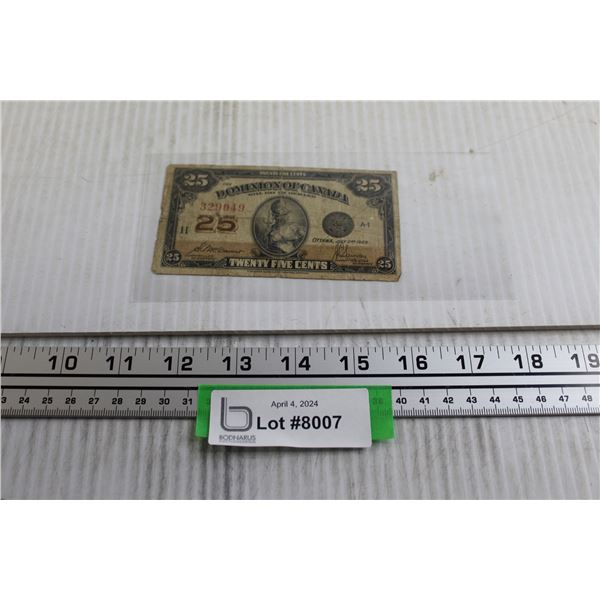 25
25
DOMINION OF CANADA
329049
25
H
A-1
OTTAWA, JULY 2ND 1923
25
TWENTY FIVE CENTS
25
10 11 12 13 14 15 16 17 18 19
24 25 26 27 28 29 30 31
39 40 41 42 43 44 45 46 47 48
April 4, 2024
Lot #8007
b
BODNARUS